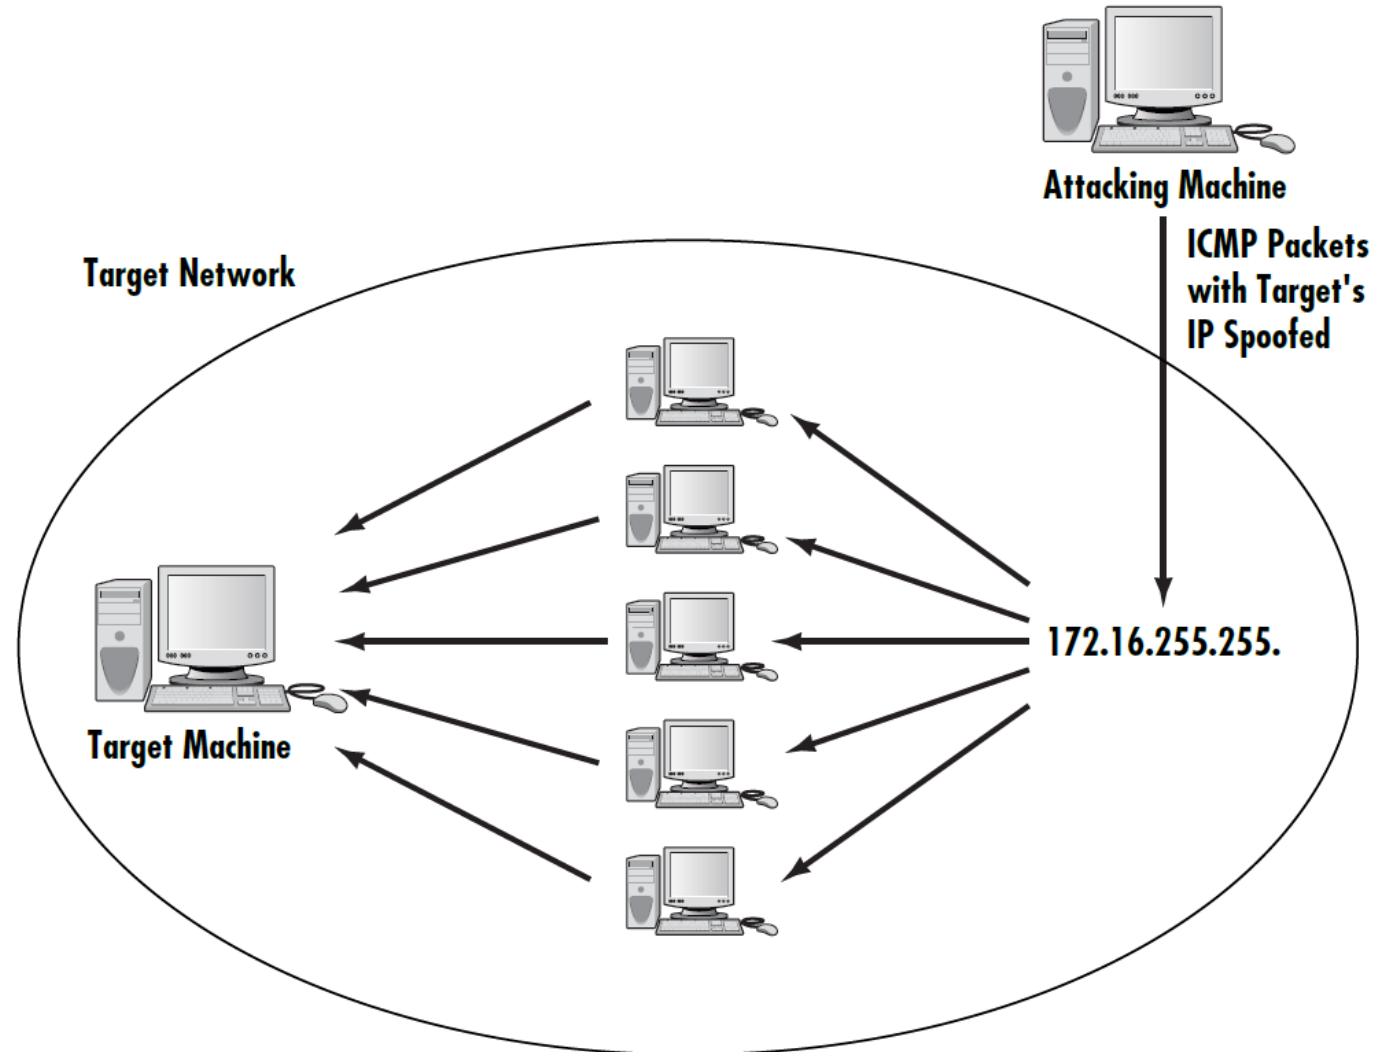 Attacking Machine
ICMP Packets
with Target's
IP Spoofed
Target Network
172.16.255.255.
Target Machine